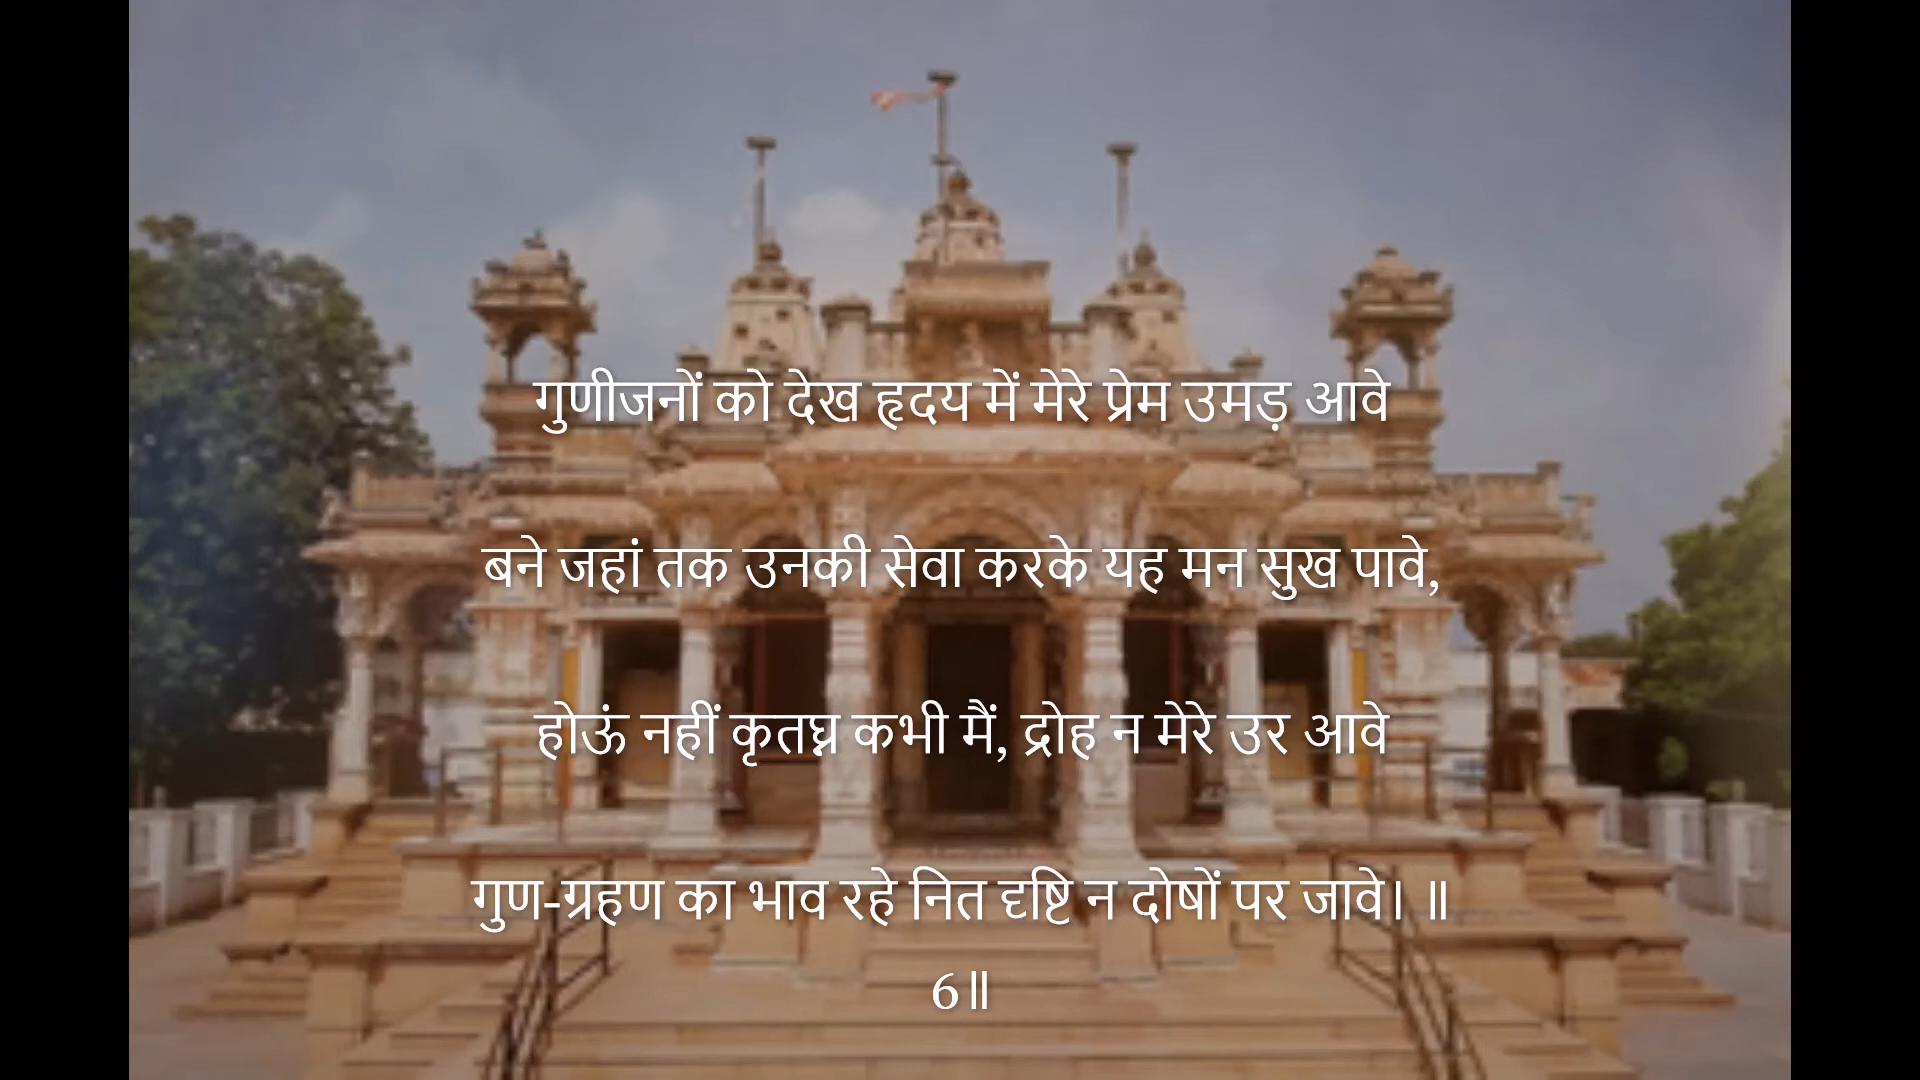 गुणीजनों को देख हृदय में मेरे प्रेम उमड़ आवे
बने जहां तक उनकी सेवा करके यह मन सुख पावे,
होऊं नहीं कृतघ्न कभी मैं, द्रोह न मेरे उर आवे
गुण-ग्रहण का भाव रहे नित दृष्टि न दोषों पर जावे। ॥
6॥